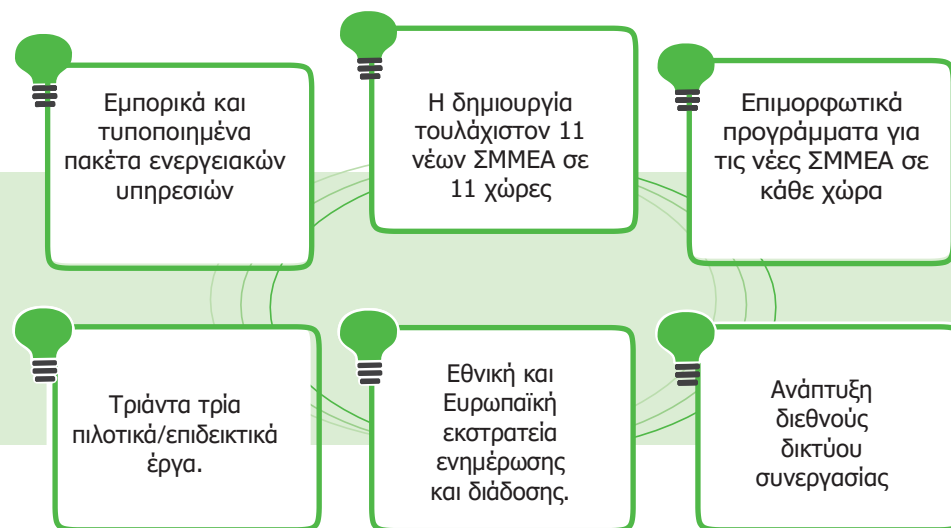 Εμπορικά και
τυποποιημένα
πακέτα ενεργειακών
υπηρεσιών
Η δημιουργία
τουλάχιστον 11
νέων ΣΜΜΕΑ σε
11 χώρες
Επιμορφωτικά
προγράμματα για
τις νέες ΣΜΜΕΑ σε
κάθε χώρα
Τριάντα τρία
πιλοτικά/επιδεικτικά
έργα.
Εθνική και
Ευρωπαϊκή
εκστρατεία
ενημέρωσης
και διάδοσης.
Ανάπτυξη
διεθνούς
δικτύου
συνεργασίας